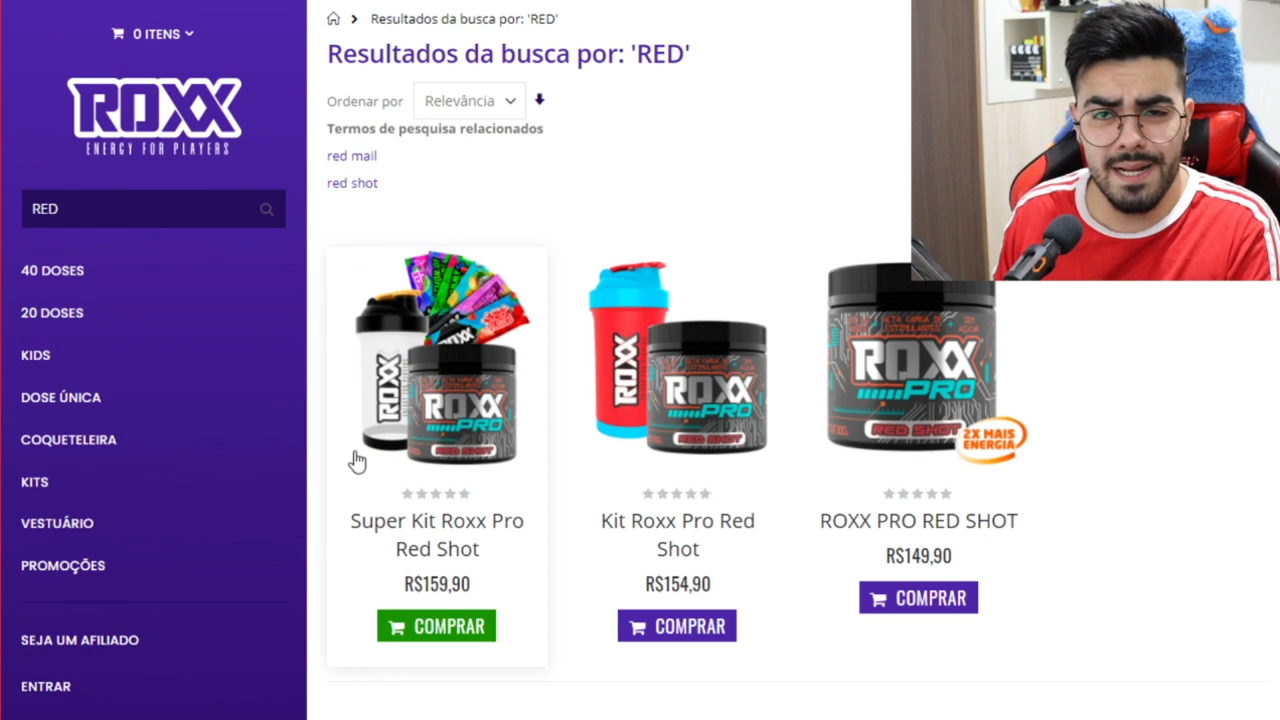 0 ITENS
ROXX
ENERGY FOR PLAYERS
RED
40 DOSES
20 DOSES
KIDS
DOSE ÚNICA
COQUETELEIRA
KITS
VESTUÁRIO
PROMOÇÕES
SEJA UM AFILIADO
ENTRAR
Resultados da busca por: 'RED'
Resultados da busca por: 'RED'
Ordenar por Relevância
Termos de pesquisa relacionados
red mail
red shot
ROXX
ROXX
PRO
RED SHOT
ROXX
ROXX
PRO
RED SHOT
ALTA CARGA DE
ESTIMULANTES
ROXX
PRO
RED SHOT
2X MAIS
ENERGIA
Super Kit Roxx Pro
Red Shot
R$159,90
COMPRAR
Kit Roxx Pro Red
Shot
R$154,90
COMPRAR
ROXX PRO RED SHOT
R$149,90
COMPRAR